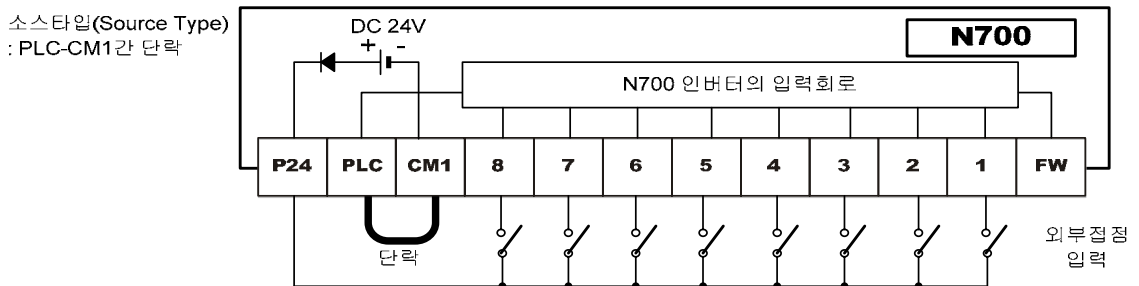 소스타입(Source Type)
: PLC-CM1간 단락
DC 24V
+ -
N700
N700 인버터의 입력회로
P24 PLC CM1 8 7 6 5 4 3 2 1 FW
단락
외부접점
입력